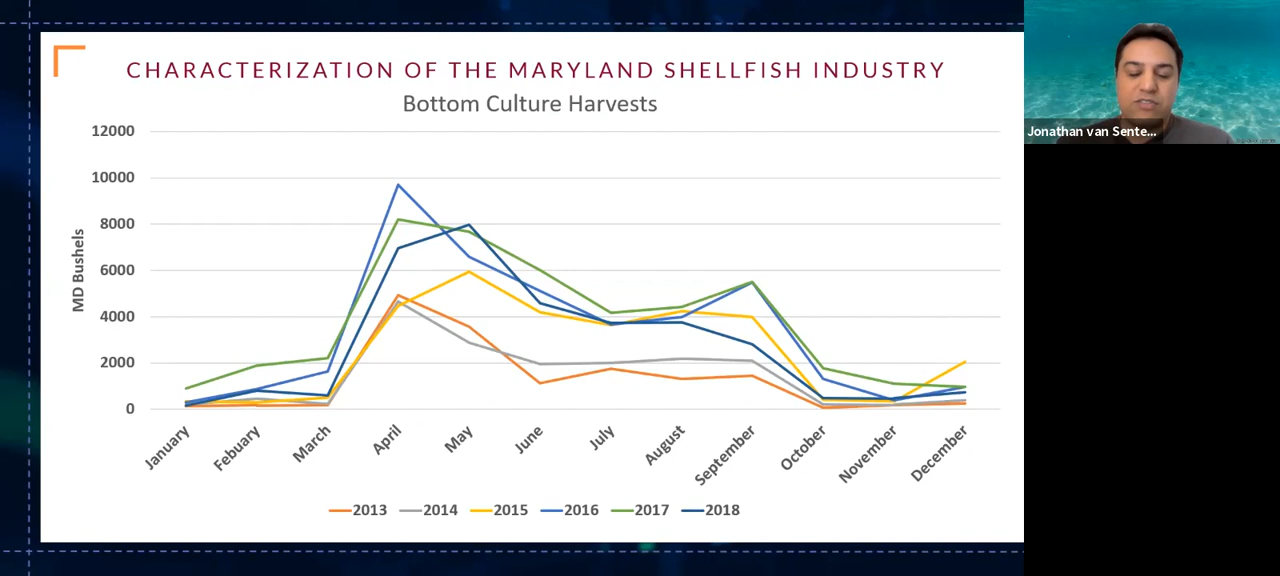 CHARACTERIZATION OF THE MARYLAND SHELLFISH INDUSTRY
Bottom Culture Harvests
12000
10000
8000
6000
4000
2000
0
MD Bushels
January
Febuary
March
April
May
June
July
August
September
October
November
December
2013 2014 2015 2016 2017 2018
Jonathan van Sente...